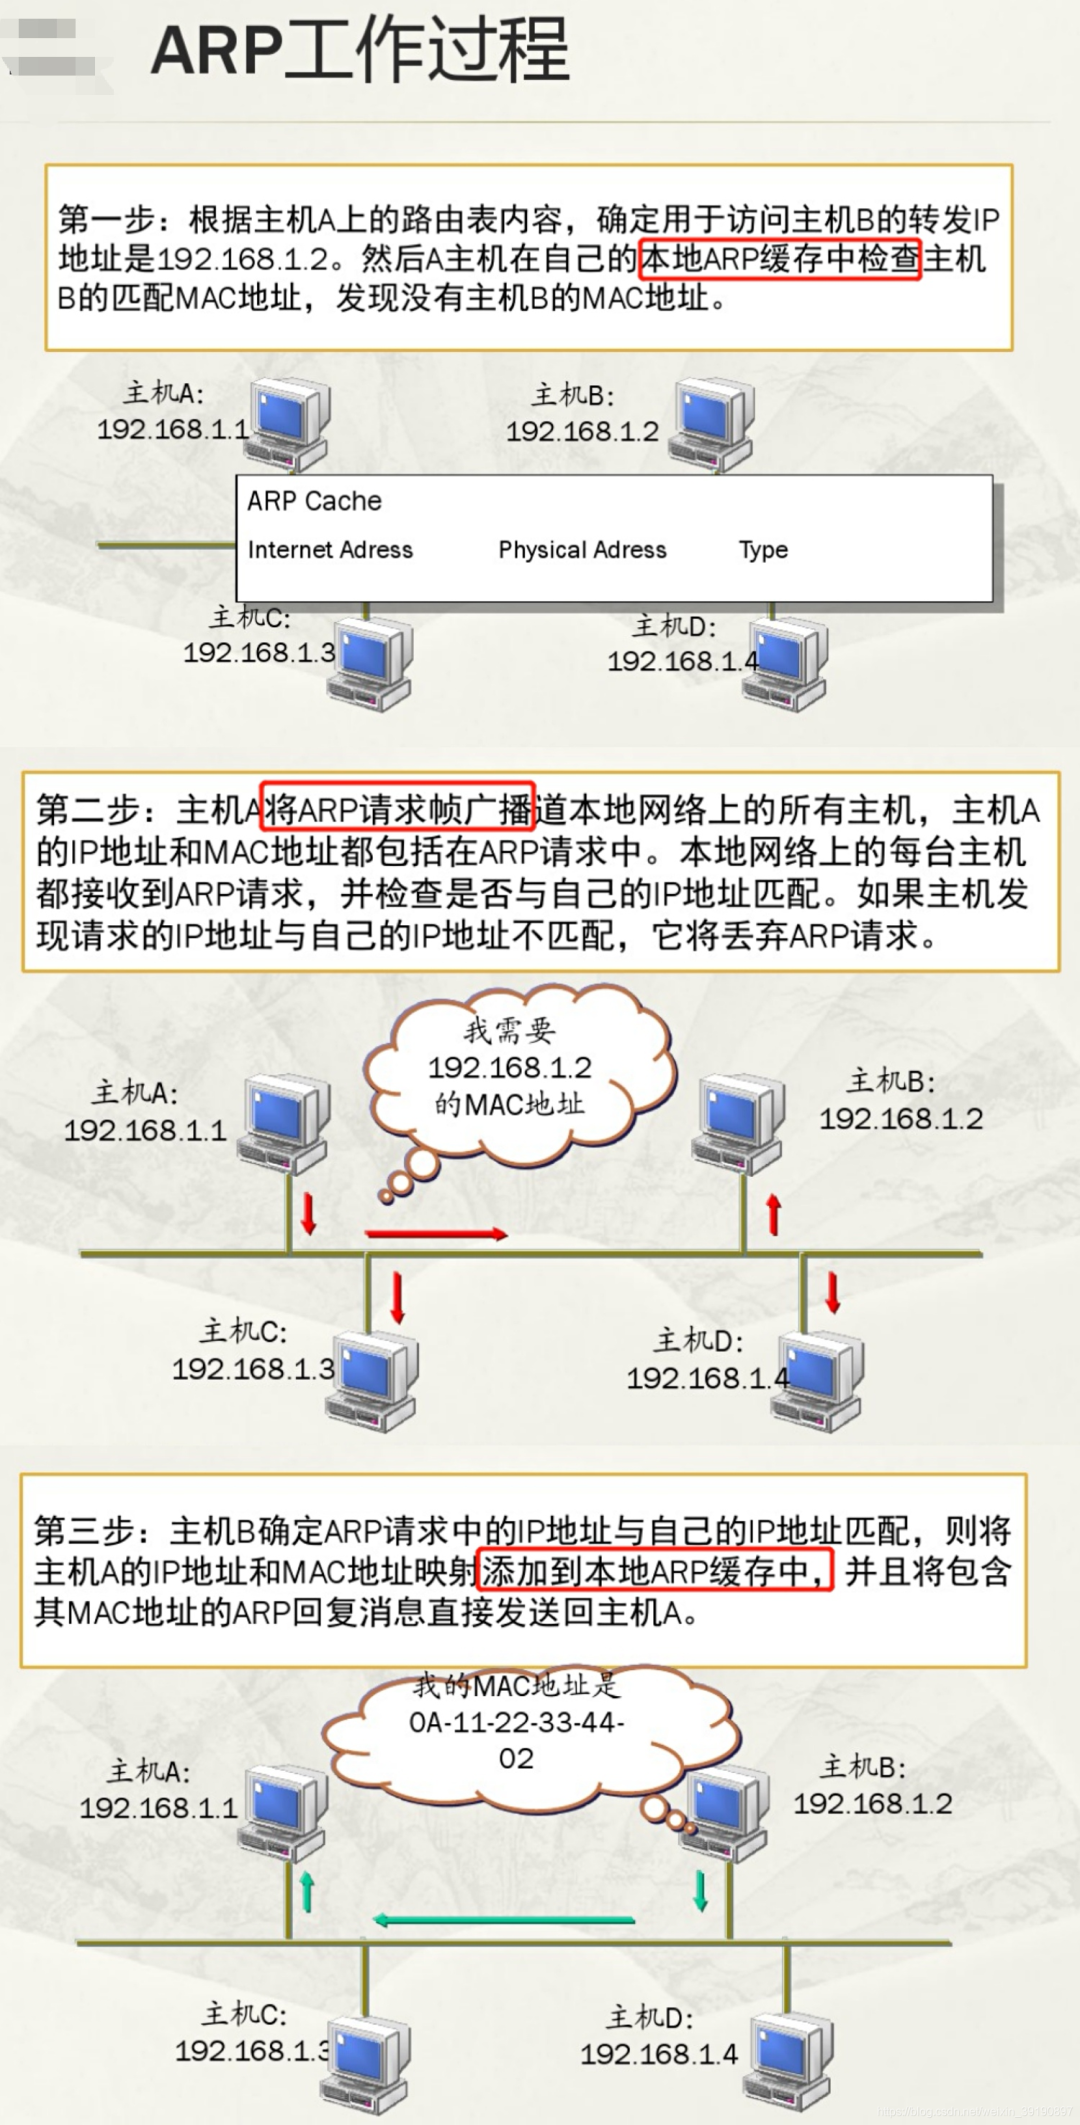 ARP工作过程
第一步：根据主机A上的路由表内容，确定用于访问主机B的转发IP
地址是192.168.1.2。然后A主机在自己的本地ARP缓存中检查主机
B的匹配MAC地址，发现没有主机B的MAC地址。
主机A:
192.168.1.1
主机B:
192.168.1.2
ARP Cache
Internet Adress Physical Adress Type
主机C:
192.168.1.3
主机D:
192.168.1.4
第二步：主机A将ARP请求帧广播道本地网络上的所有主机，主机A
的IP地址和MAC地址都包括在ARP请求中。本地网络上的每台主机
都接收到ARP请求，并检查是否与自己的IP地址匹配。如果主机发
现请求的IP地址与自己的IP地址不匹配，它将丢弃ARP请求。
我需要
192.168.1.2
的MAC地址
主机A:
192.168.1.1
主机B:
192.168.1.2
主机C:
192.168.1.3
主机D:
192.168.1.4
第三步：主机B确定ARP请求中的IP地址与自己的IP地址匹配，则将
主机A的IP地址和MAC地址映射添加到本地ARP缓存中，并且将包含
其MAC地址的ARP回复消息直接发送回主机A。
我的MAC地址是
0A-11-22-33-44-
02
主机A:
192.168.1.1
主机B:
192.168.1.2
主机C:
192.168.1.3
主机D:
192.168.1.4
https://blog.csdn.net/weixin_39190897